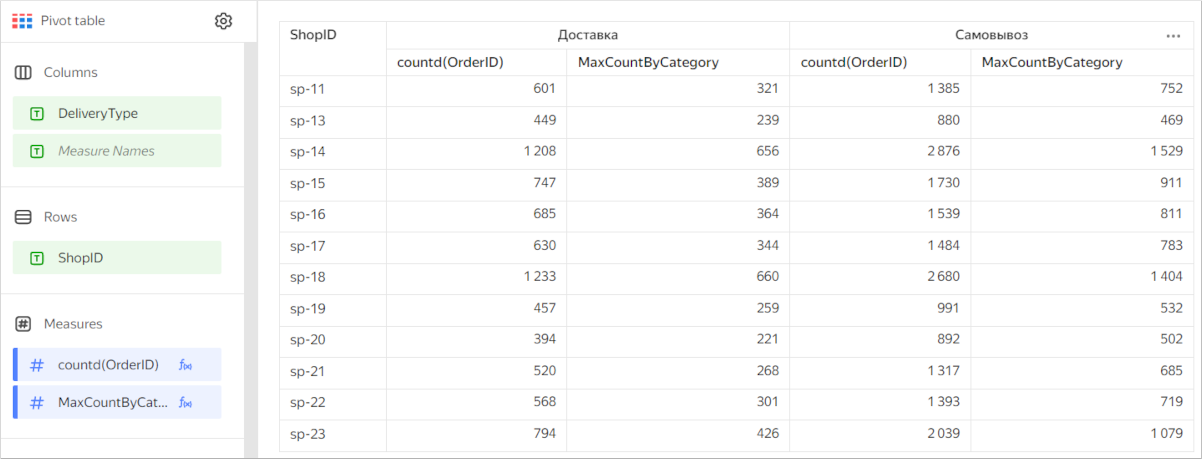 Pivot table
Columns
DeliveryType
Measure Names
Rows
ShopID
Measures
countd(OrderID)
MaxCountByCat...
ShopID Доставка Самовывоз
countd(OrderID) MaxCountByCategory countd(OrderID) MaxCountByCategory
sp-11 601 321 1 385 752
sp-13 449 239 880 469
sp-14 1 208 656 2 876 1 529
sp-15 747 389 1 730 911
sp-16 685 364 1 539 811
sp-17 630 344 1 484 783
sp-18 1 233 660 2 680 1 404
sp-19 457 259 991 532
sp-20 394 221 892 502
sp-21 520 268 1 317 685
sp-22 568 301 1 393 719
sp-23 794 426 2 039 1 079